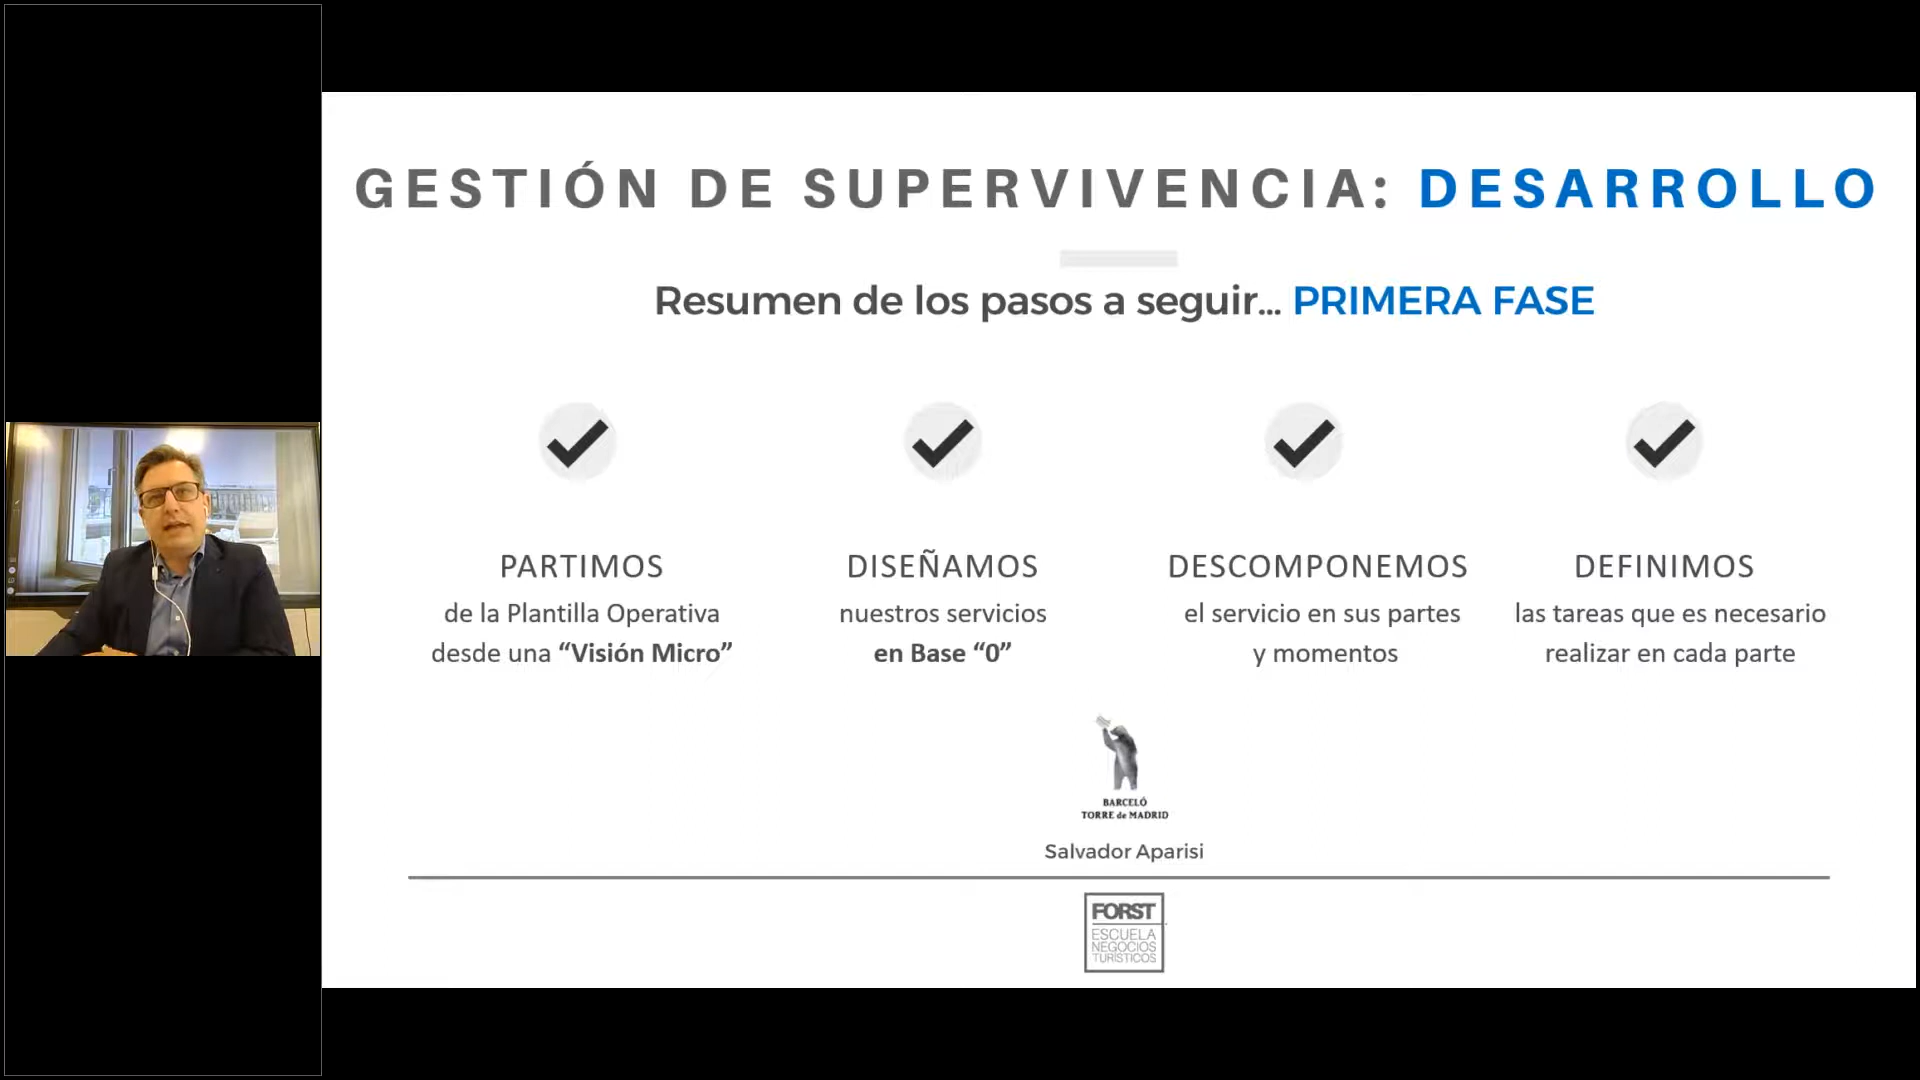 GESTIÓN DE SUPERVIVENCIA: DESARROLLO
Resumen de los pasos a seguir... PRIMERA FASE
PARTIMOS
de la Plantilla Operativa
desde una “Visión Micro”
DISEÑAMOS
nuestros servicios
en Base “0”
DESCOMPONEMOS
el servicio en sus partes
y momentos
DEFINIMOS
las tareas que es necesario
realizar en cada parte
BARCELÓ
TORRE de MADRID
Salvador Aparisi
FORST
ESCUELA
NEGOCIOS
TURÍSTICOS